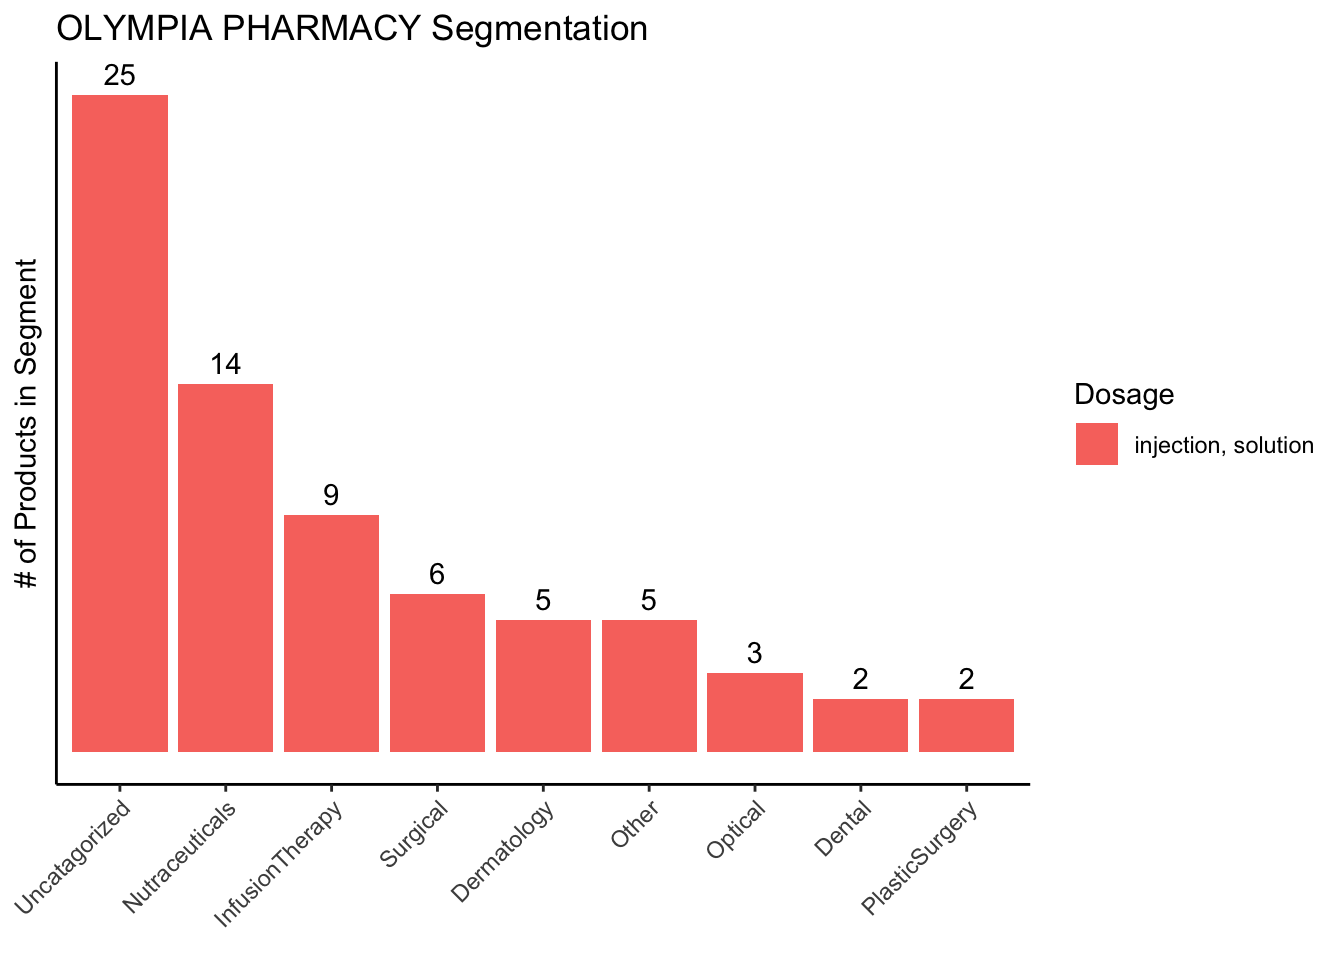 OLYMPIA PHARMACY Segmentation
# of Products in Segment
25
14
9
6
5
5
3
2
2
Uncatagorized
Nutraceuticals
InfusionTherapy
Surgical
Dermatology
Other
Optical
Dental
PlasticSurgery
Dosage
injection, solution